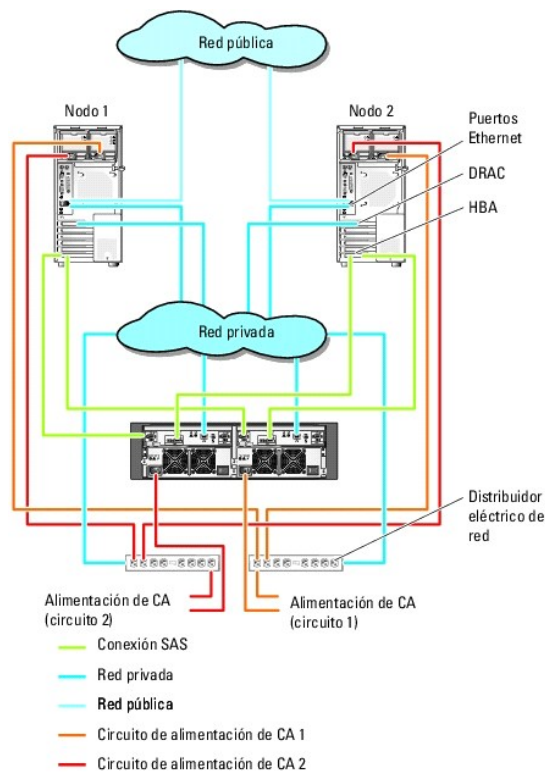 Red pública
Nodo 1
Nodo 2
Puertos
Ethernet
DRAC
HBA
Red privada
Distribuidor
eléctrico de
red
Alimentación de CA
(circuito 2)
Alimentación de CA
(circuito 1)
Conexión SAS
Red privada
Red pública
Circuito de alimentación de CA 1
Circuito de alimentación de CA 2